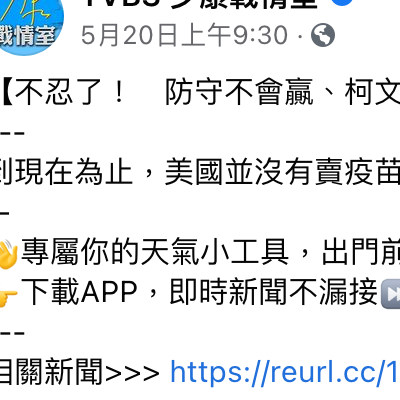 TVBS 少康戰情室
戰情室
5月20日上午9:30 ·
【不忍了！ 防守不會贏、柯文
--
到現在為止，美國並沒有賣疫苗
-
專屬你的天氣小工具，出門前
下載APP，即時新聞不漏接
--
相關新聞>>> https://reurl.cc/1